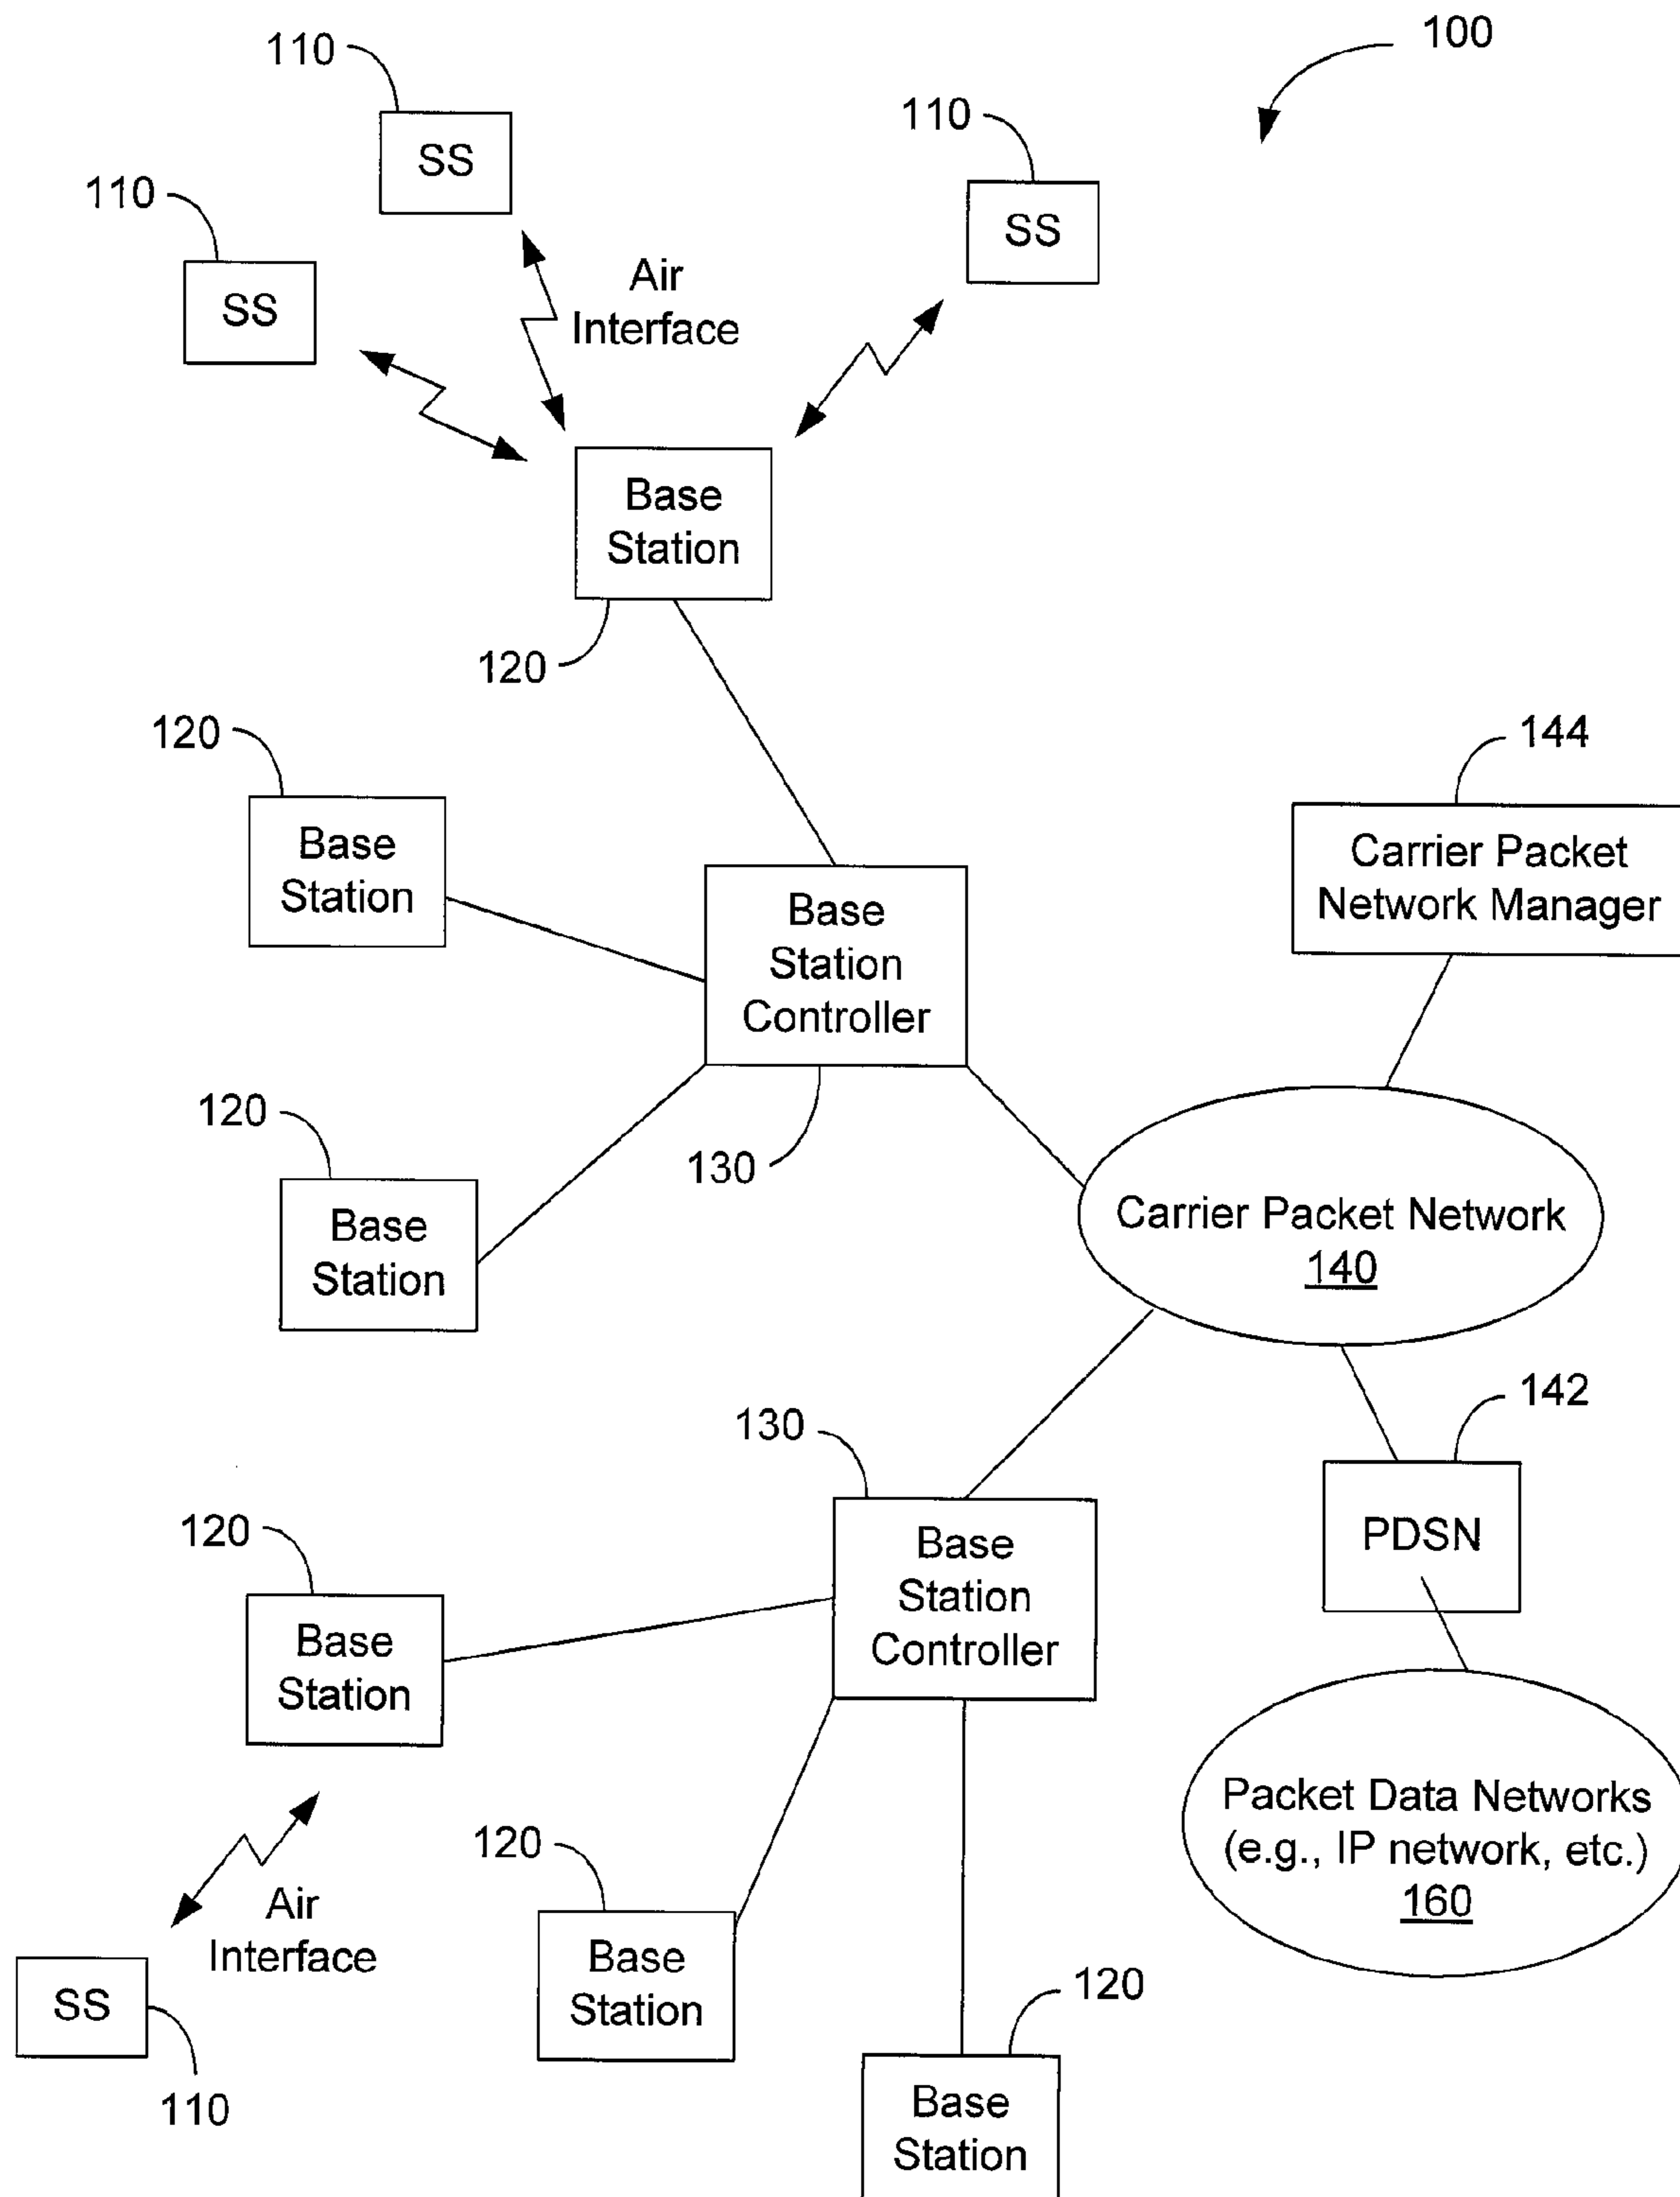 100
110
110
110
SS
SS
SS
Air
Interface
Base
Station
120
120
144
Base
Station
Carrier Packet
Network Manager
Base
Station
Controller
120
130
Carrier Packet Network
140
Base
Station
142
130
120
PDSN
Base
Station
Controller
Base
Station
Packet Data Networks
(e.g., IP network, etc.)
160
120
Air
Interface
Base
Station
120
SS
110
Base
Station